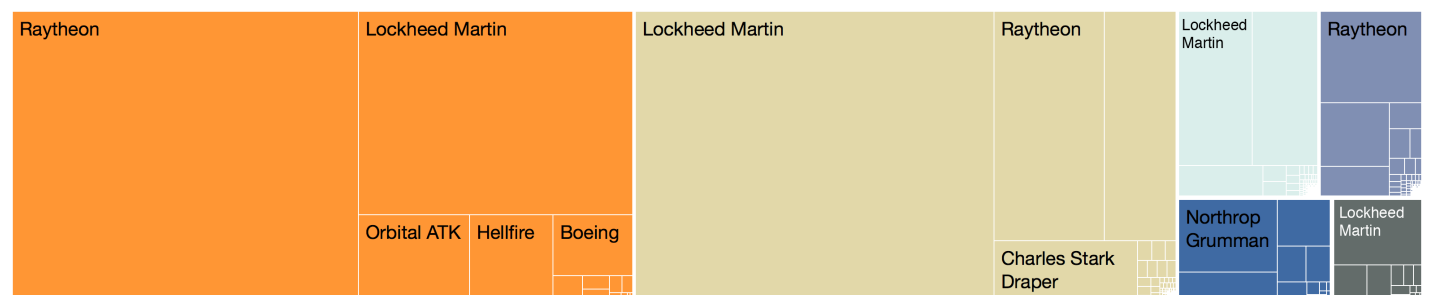 Raytheon
Lockheed Martin
Orbital ATK
Hellfire
Boeing
Lockheed Martin
Raytheon
Charles Stark
Draper
Lockheed
Martin
Raytheon
Northrop
Grumman
Lockheed
Martin